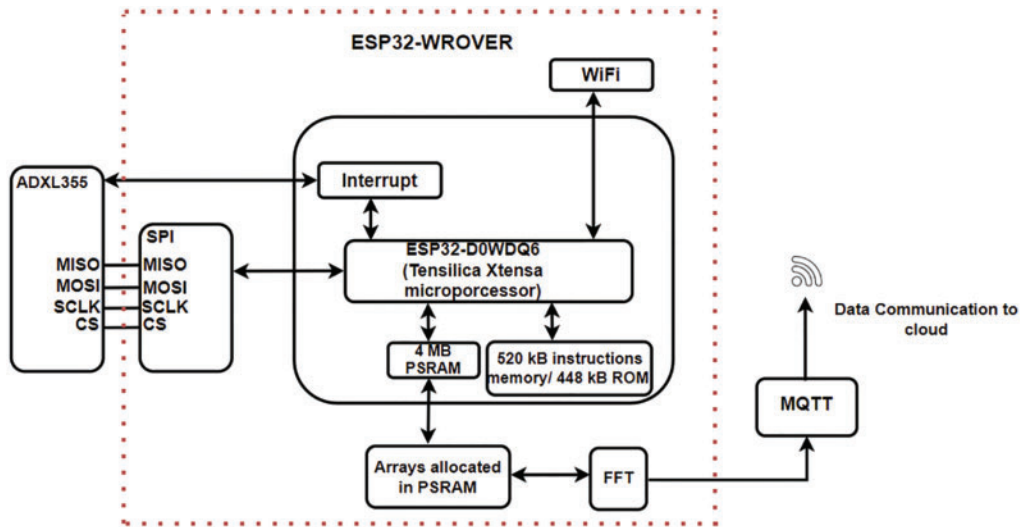 ESP32-WROVER
WiFi
ADXL355
Interrupt
SPI
ESP32-D0WDQ6
(Tensilica Xtensa
microporcessor)
MISO
MISO
MOSI
MOSI
SCLK
SCLK
CS
CS
Data Communication to
cloud
4 MB
PSRAM
520 kB instructions
memory/ 448 kB ROM
MQTT
Arrays allocated
in PSRAM
FFT